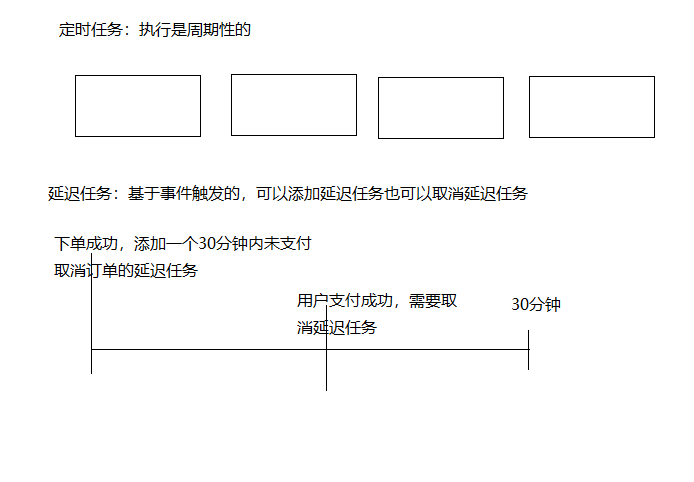 定时任务：执行是周期性的
延迟任务：基于事件触发的，可以添加延迟任务也可以取消延迟任务
下单成功，添加一个30分钟内未支付
取消订单的延迟任务
用户支付成功，需要取
消延迟任务
30分钟